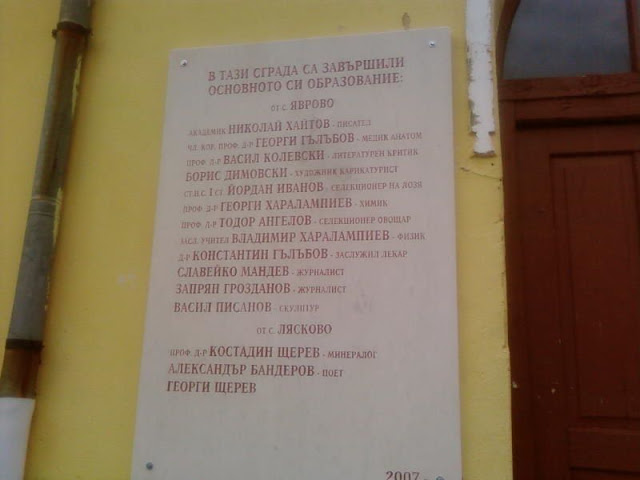 В ТАЗИ СГРАДА СА ЗАВЪРШИЛИ
ОСНОВНОТО СИ ОБРАЗОВАНИЕ:
ОТ С. ЯВРОВО
АКАДЕМИК НИКОЛАЙ ХАЙТОВ - ПИСАТЕЛ
ЧЛ. КОР. ПРОФ. Д-Р ГЕОРГИ ГЪЛЪБОВ - МЕДИК АНАТОМ
ПРОФ. Д-Р ВАСИЛ КОЛЕВСКИ - ЛИТЕРАТУРЕН КРИТИК
БОРИС ДИМОВСКИ - ХУДОЖНИК КАРИКАТУРИСТ
СТ.Н.С. I СТ. ЙОРДАН ИВАНОВ - СЕЛЕКЦИОНЕР НА ЛОЗЯ
ПРОФ. Д-Р ГЕОРГИ ХАРАЛАМПИЕВ - ХИМИК
ПРОФ. Д-Р ТОДОР АНГЕЛОВ - СЕЛЕКЦИОНЕР ОВОЩАР
ЗАСЛ. УЧИТЕЛ ВЛАДИМИР ХАРАЛАМПИЕВ - ФИЗИК
Д-Р КОНСТАНТИН ГЪЛЪБОВ - ЗАСЛУЖИЛ ЛЕКАР
СЛАВЕЙКО МАНДЕВ - ЖУРНАЛИСТ
ЗАПРЯН ГРОЗДАНОВ - ЖУРНАЛИСТ
ВАСИЛ ПИСАНОВ - СКУЛПТУР
ОТ С. ЛЯСКОВО
ПРОФ. Д-Р КОСТАДИН ЩЕРЕВ - МИНЕРАЛОГ
АЛЕКСАНДЪР БАНДЕРОВ - ПОЕТ
ГЕОРГИ ЩЕРЕВ
2007